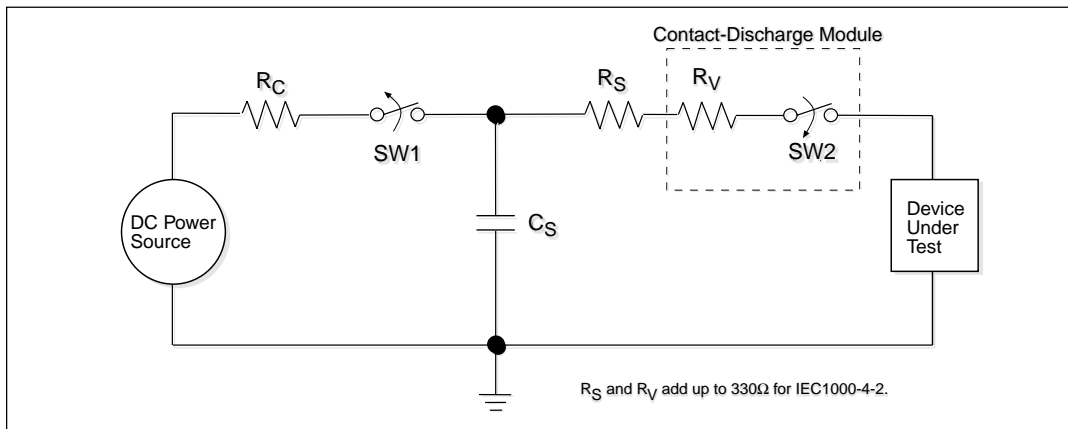 Contact-Discharge Module
RC
RS
RV
SW1
SW2
DC Power
Source
CS
Device
Under
Test
RS and RV add up to 330Ω for IEC1000-4-2.